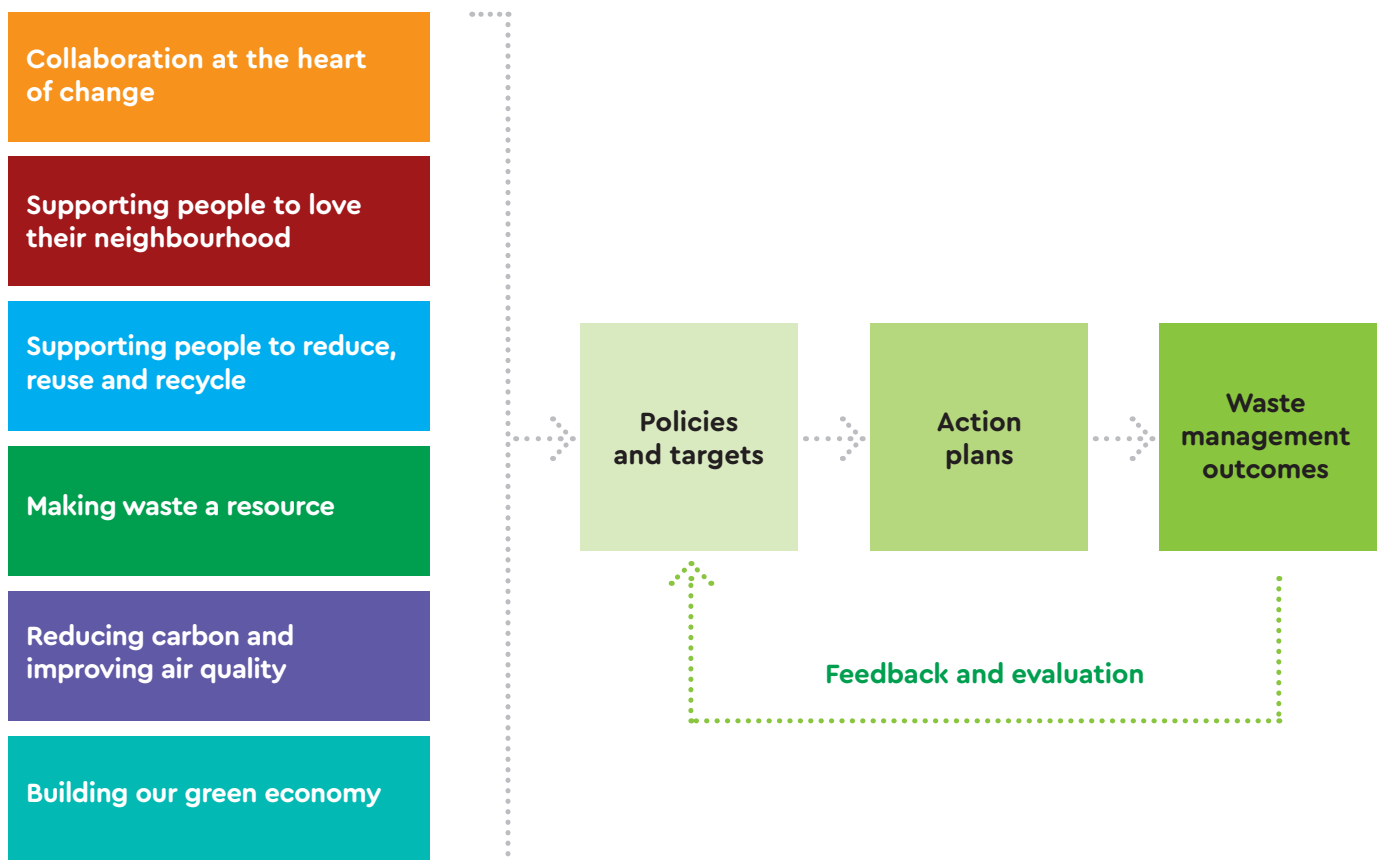 Collaboration at the heart
of change
Supporting people to love
their neighbourhood
Supporting people to reduce,
reuse and recycle
Making waste a resource
Reducing carbon and
improving air quality
Building our green economy
Policies
and targets
Action
plans
Waste
management
outcomes
Feedback and evaluation